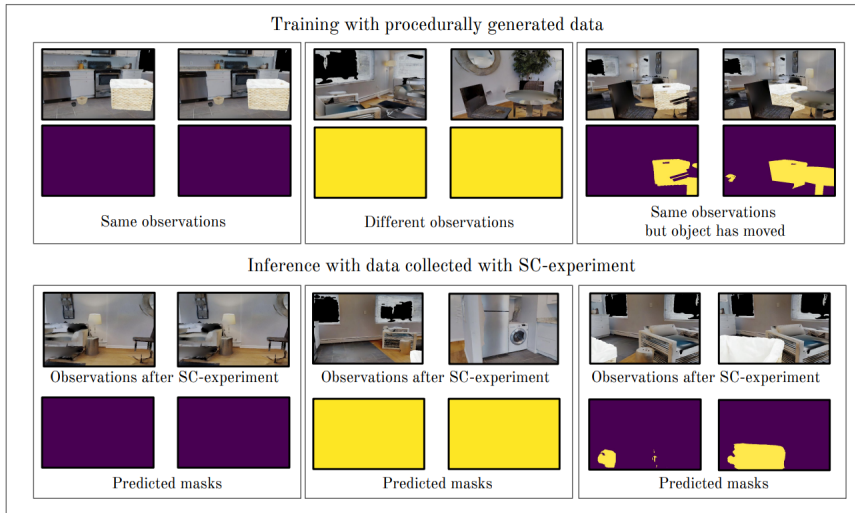 Training with procedurally generated data
Same observations
Different observations
Same observations
but object has moved
Inference with data collected with SC-experiment
Observations after SC-experiment
Observations after SC-experiment
Observations after SC-experiment
Predicted masks
Predicted masks
Predicted masks